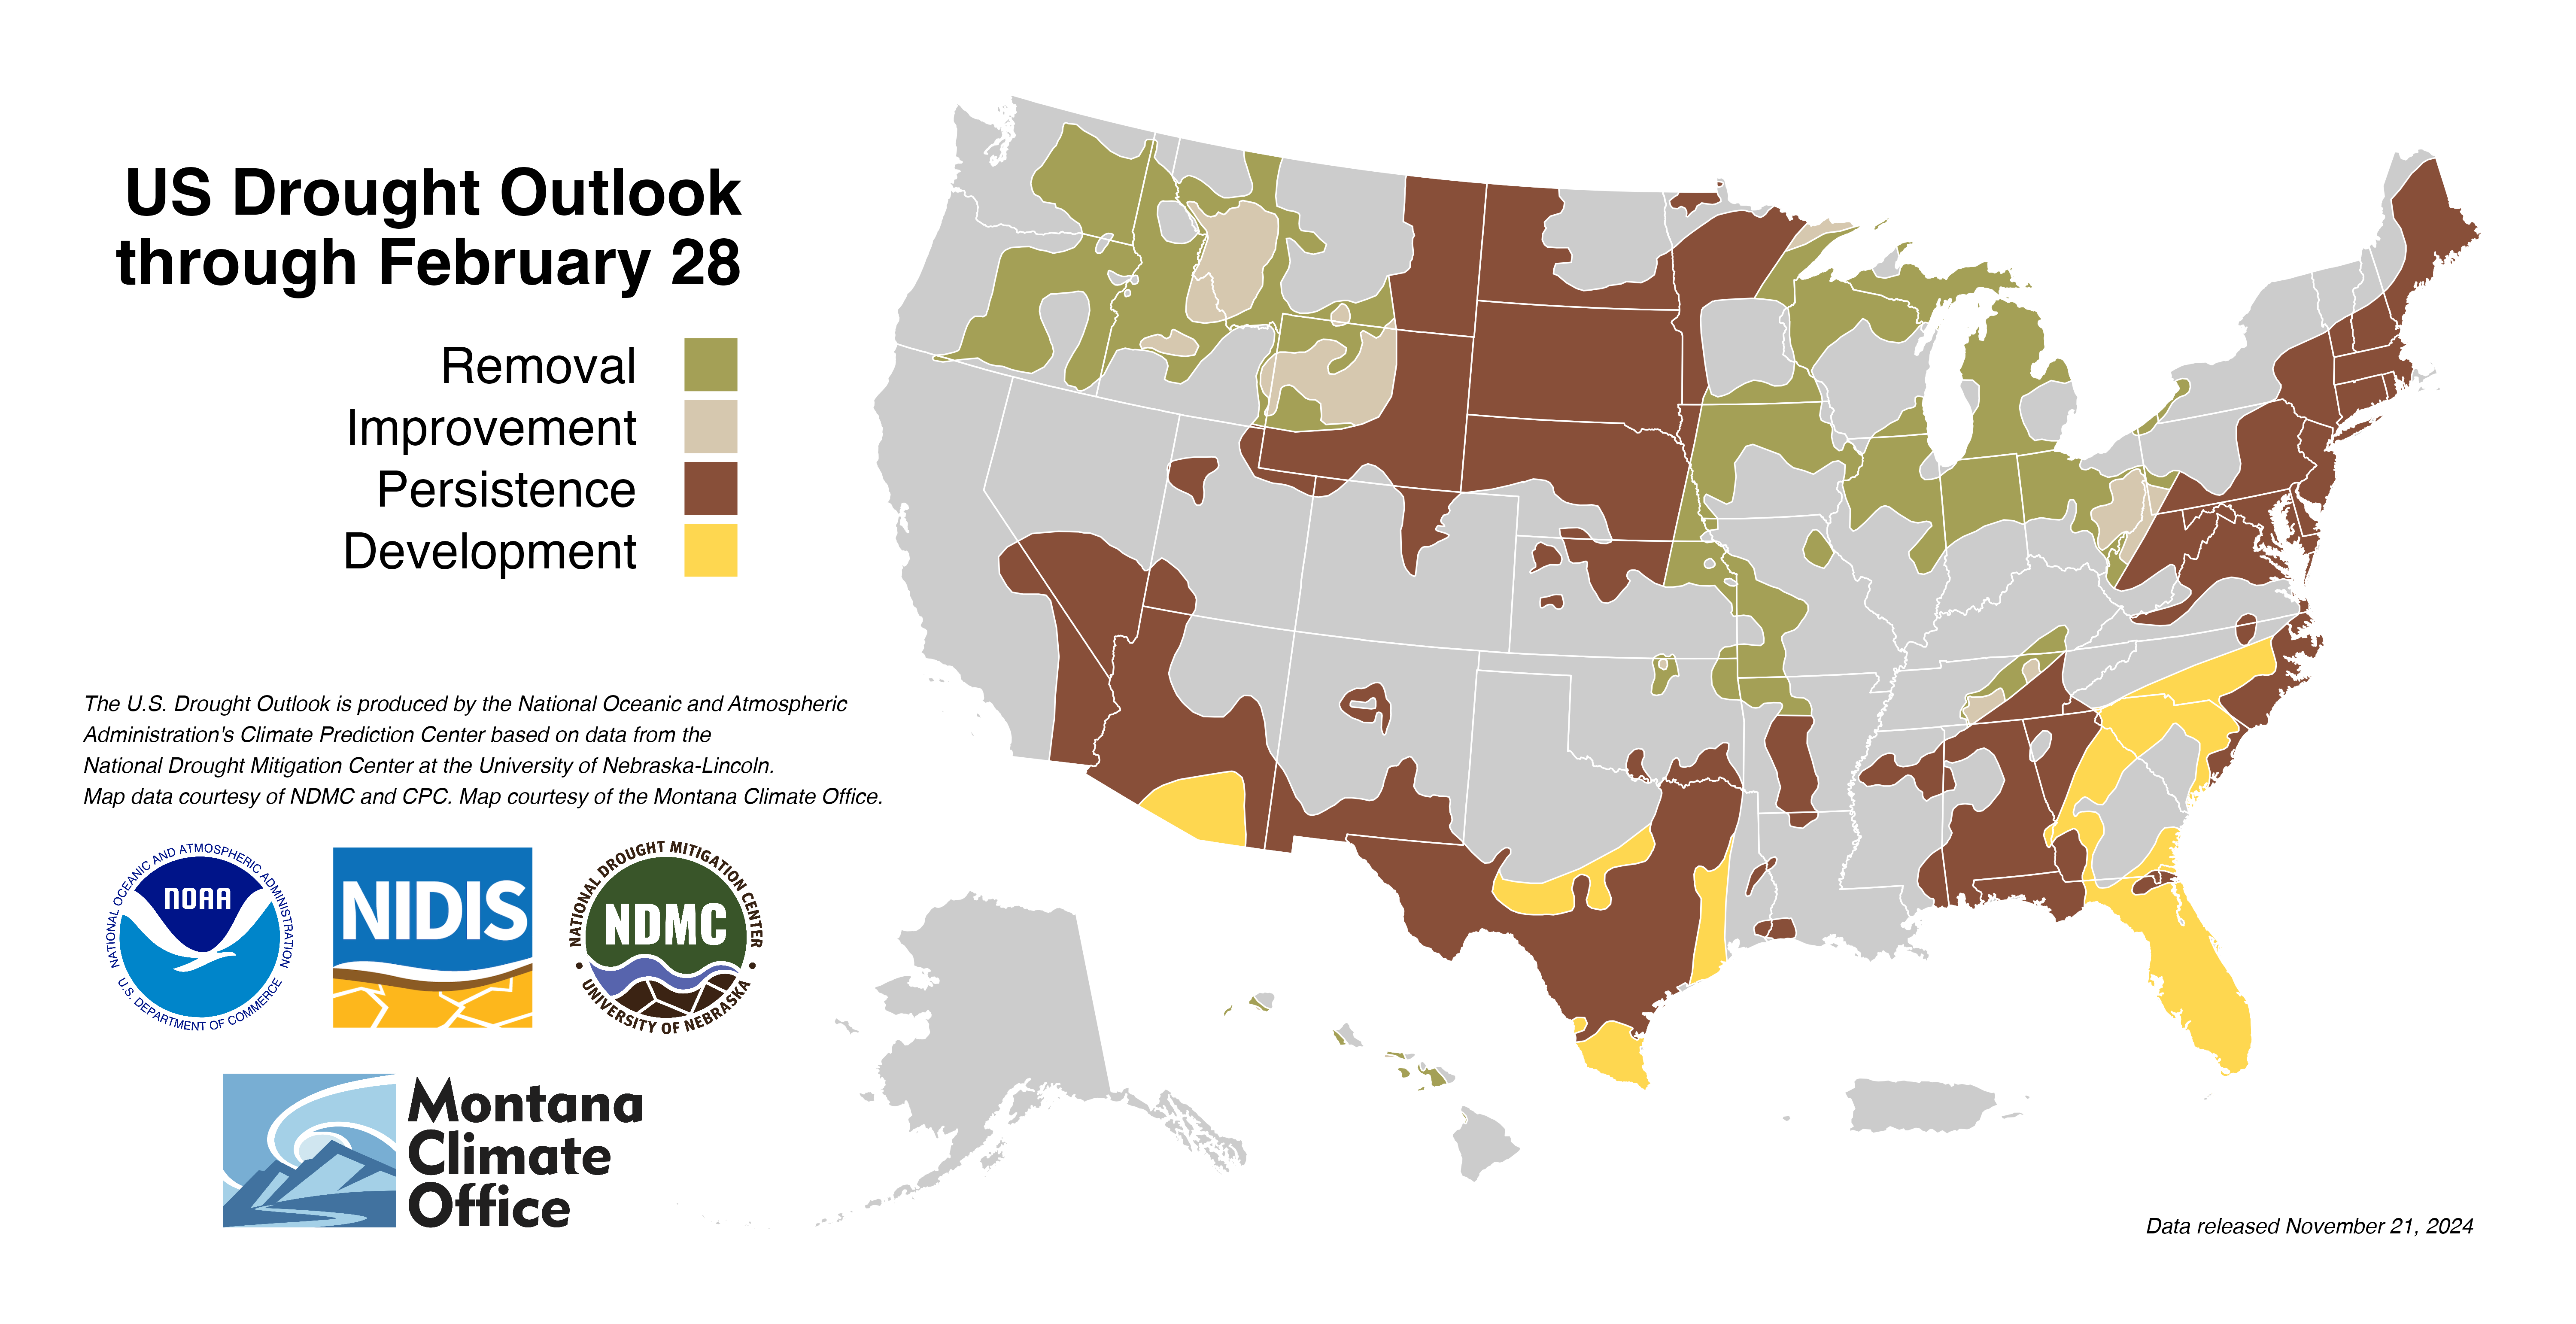 US Drought Outlook
through February 28
Removal
Improvement
Persistence
Development
The U.S. Drought Outlook is produced by the National Oceanic and Atmospheric
Administration's Climate Prediction Center based on data from the
National Drought Mitigation Center at the University of Nebraska-Lincoln.
Map data courtesy of NDMC and CPC. Map courtesy of the Montana Climate Office.
NATIONAL OCEANIC AND ATMOSPHERIC ADMINISTRATION
NOAA
U.S. DEPARTMENT OF COMMERCE
NIDIS
NATIONAL DROUGHT MITIGATION CENTER
NDMC
UNIVERSITY OF NEBRASKA
Montana
Climate
Office
Data released November 21, 2024